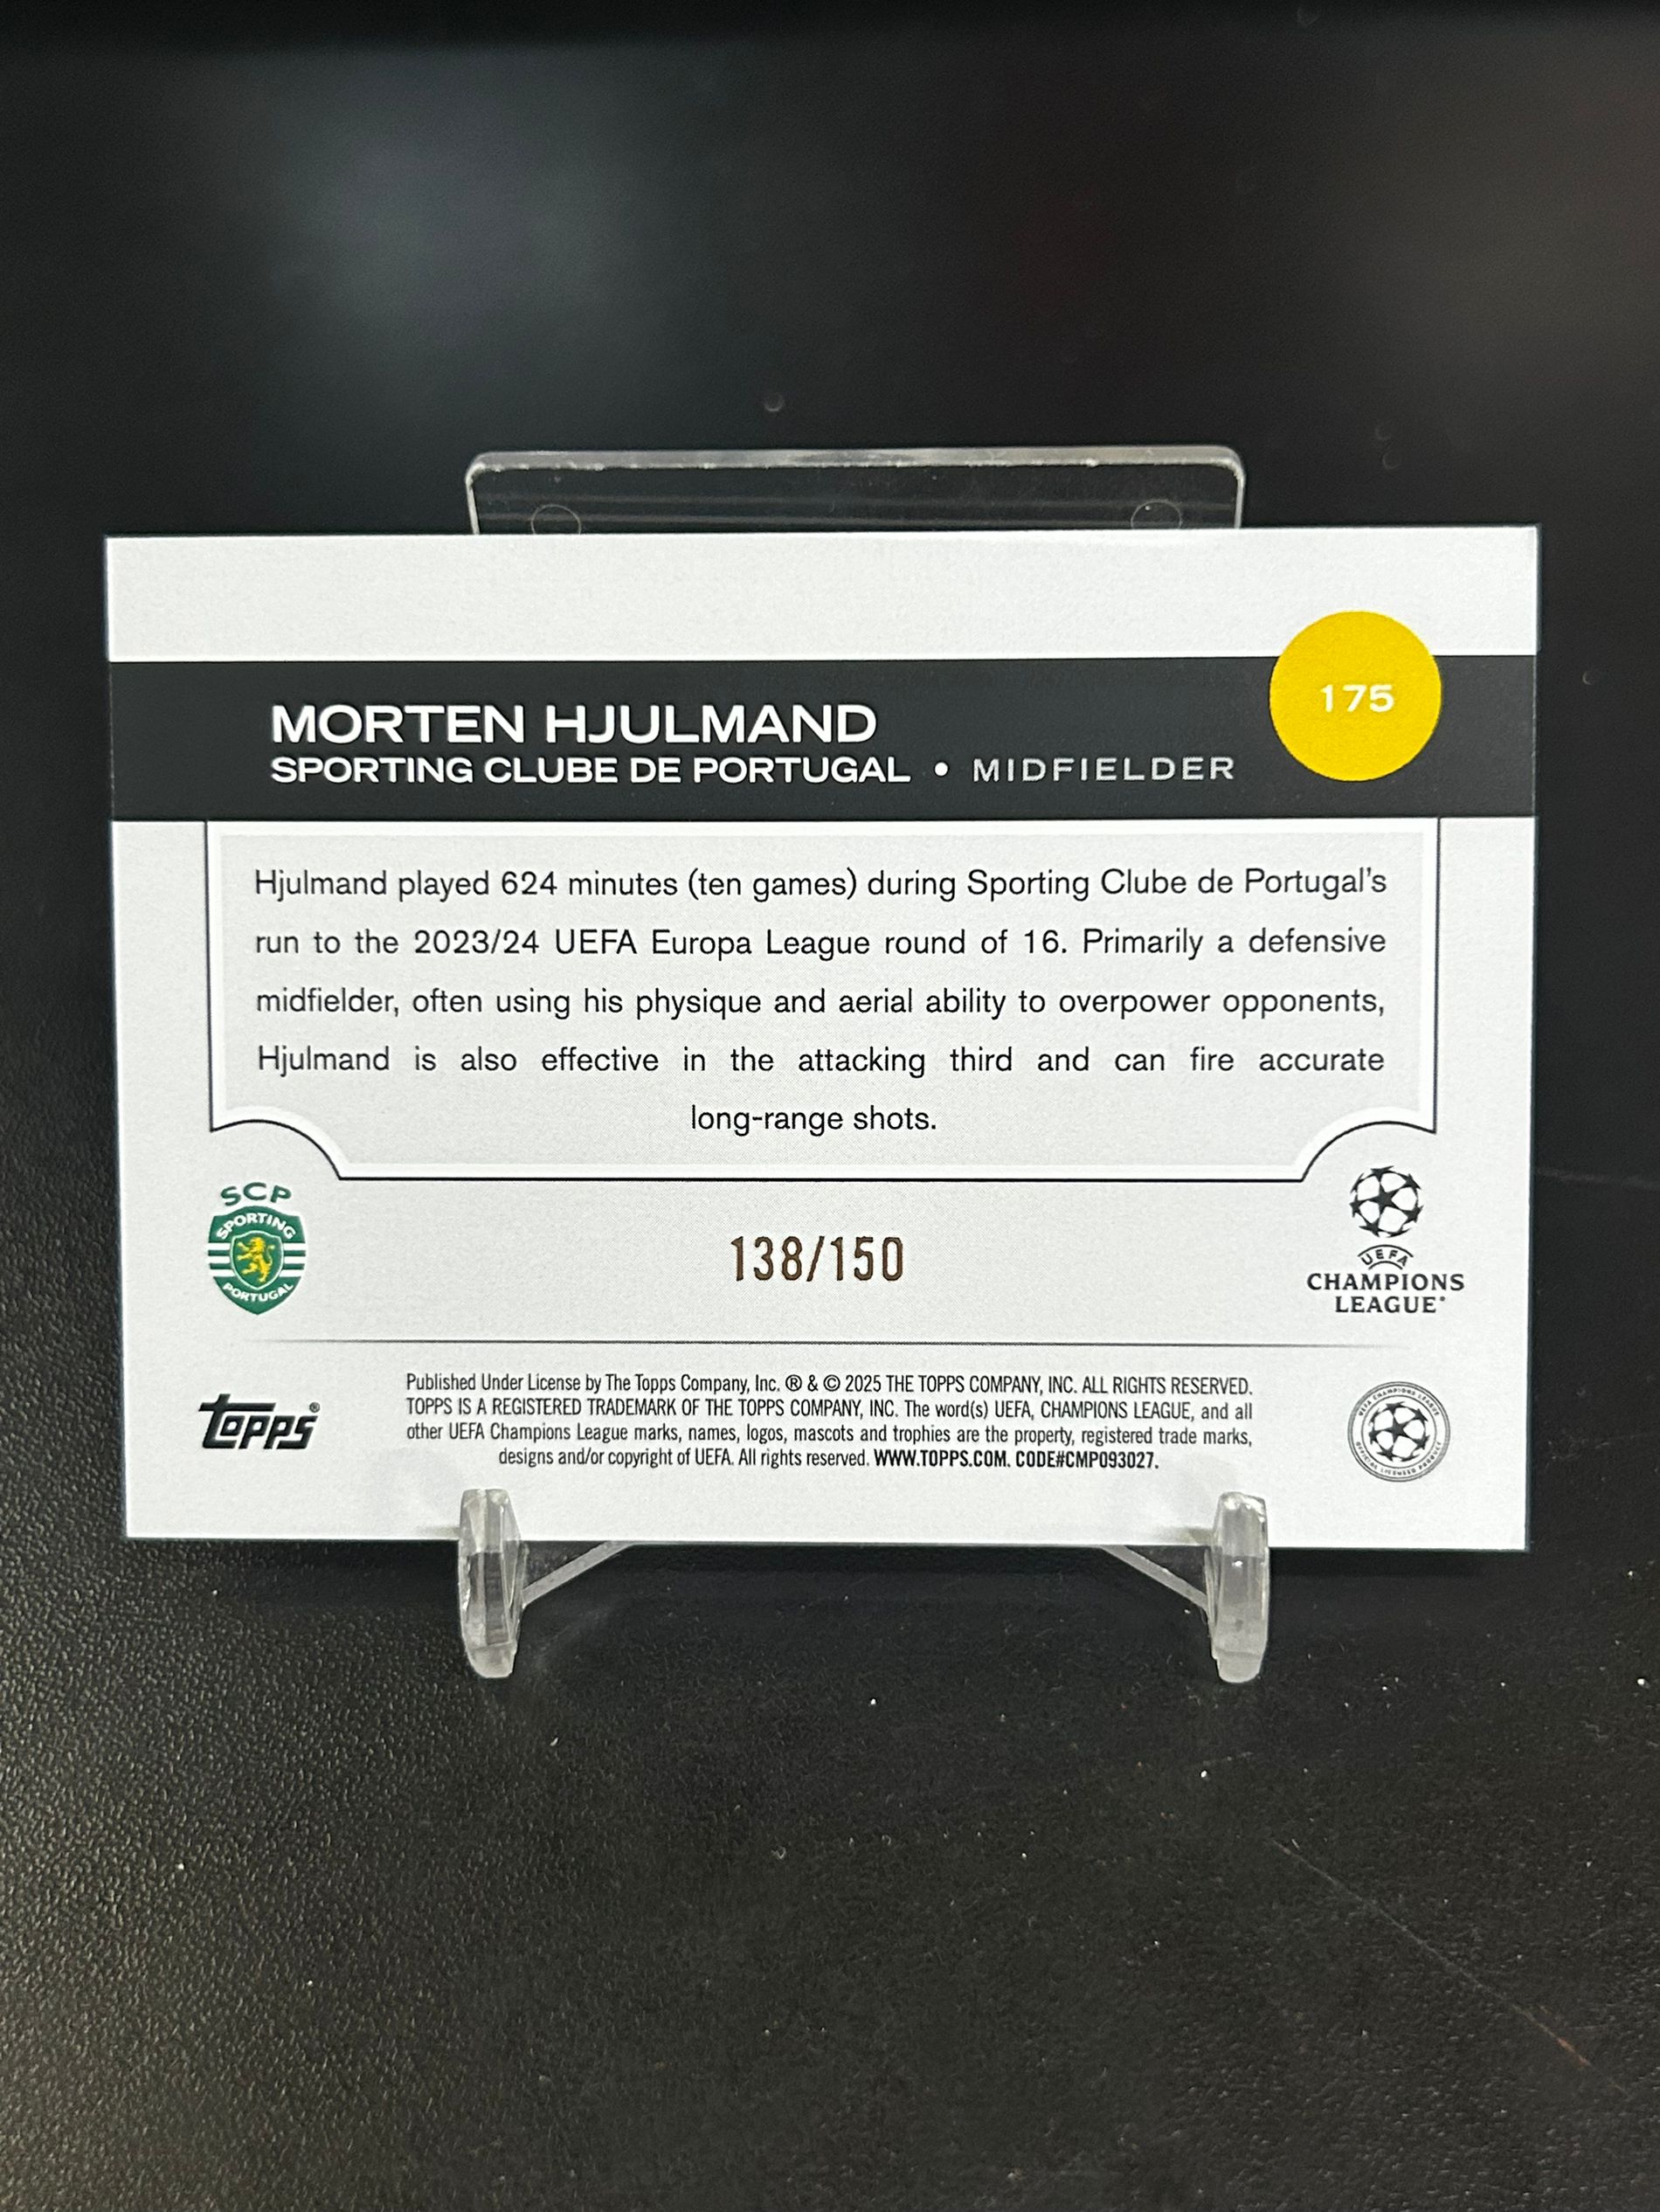 175
MORTEN HJULMAND
SPORTING CLUBE DE PORTUGAL • MIDFIELDER
Hjulmand played 624 minutes (ten games) during Sporting Clube de Portugal's
run to the 2023/24 UEFA Europa League round of 16. Primarily a defensive
midfielder, often using his physique and aerial ability to overpower opponents,
Hjulmand is also effective in the attacking third and can fire accurate
long-range shots.
SCP
SPORTING
PORTUGAL
138/150
UEFA
CHAMPIONS
LEAGUE®
topps®
Published Under License by The Topps Company, Inc. ® & © 2025 THE TOPPS COMPANY, INC. ALL RIGHTS RESERVED.
TOPPS IS A REGISTERED TRADEMARK OF THE TOPPS COMPANY, INC. The word(s) UEFA, CHAMPIONS LEAGUE, and all
other UEFA Champions League marks, names, logos, mascots and trophies are the property, registered trade marks,
designs and/or copyright of UEFA. All rights reserved. WWW.TOPPS.COM. CODE#CMP093027.
UEFA CHAMPIONS LEAGUE
OFFICIAL LICENSED PRODUCT